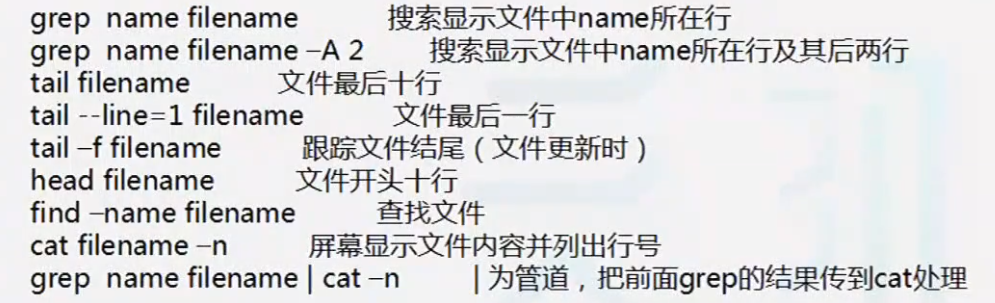 grep name filename 搜索显示文件中name所在行
grep name filename –A 2 搜索显示文件中name所在行及其后两行
tail filename 文件最后十行
tail --line=1 filename 文件最后一行
tail –f filename 跟踪文件结尾（文件更新时）
head filename 文件开头十行
find –name filename 查找文件
cat filename –n 屏幕显示文件内容并列出行号
grep name filename | cat –n | 为管道，把前面grep的结果传到cat处理